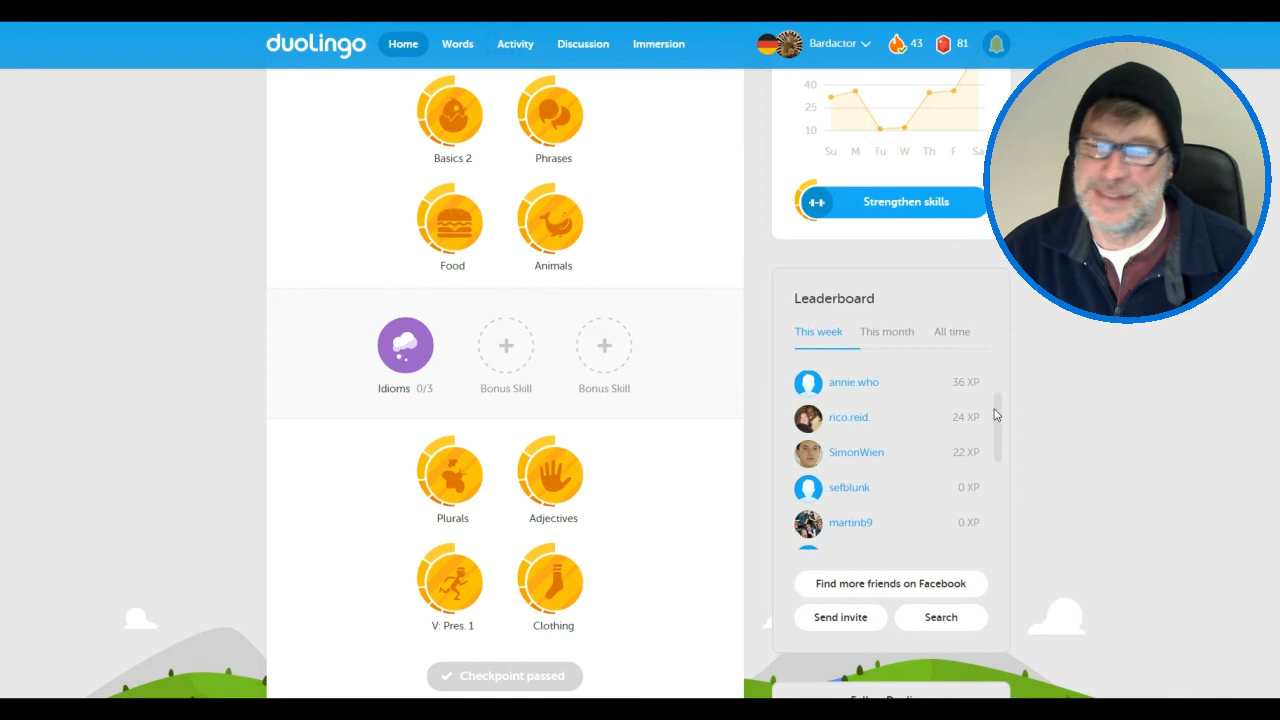 duolingo Home Words Activity Discussion Immersion Bardactor 43 81
Basics 2 Phrases
Food Animals
Idioms 0/3 Bonus Skill Bonus Skill
Plurals Adjectives
V: Pres. 1 Clothing
Checkpoint passed
40
25
10
Su M Tu W Th F Sa
Strengthen skills
Leaderboard
This week This month All time
annie.who 36 XP
rico.reid. 24 XP
SimonWien 22 XP
sefblunk 0 XP
martinb9 0 XP
Find more friends on Facebook
Send invite Search